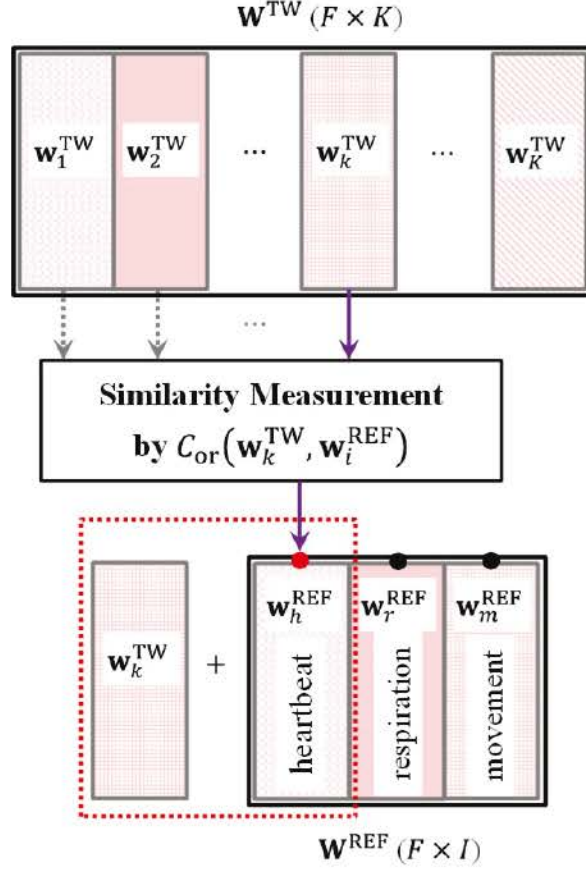 W^TW (F × K)
w_1^TW w_2^TW ... w_k^TW ... w_K^TW
...
Similarity Measurement
by C_or(w_k^TW, w_i^REF)
w_k^TW + w_h^REF w_r^REF w_m^REF
heartbeat respiration movement
W^REF (F × I)